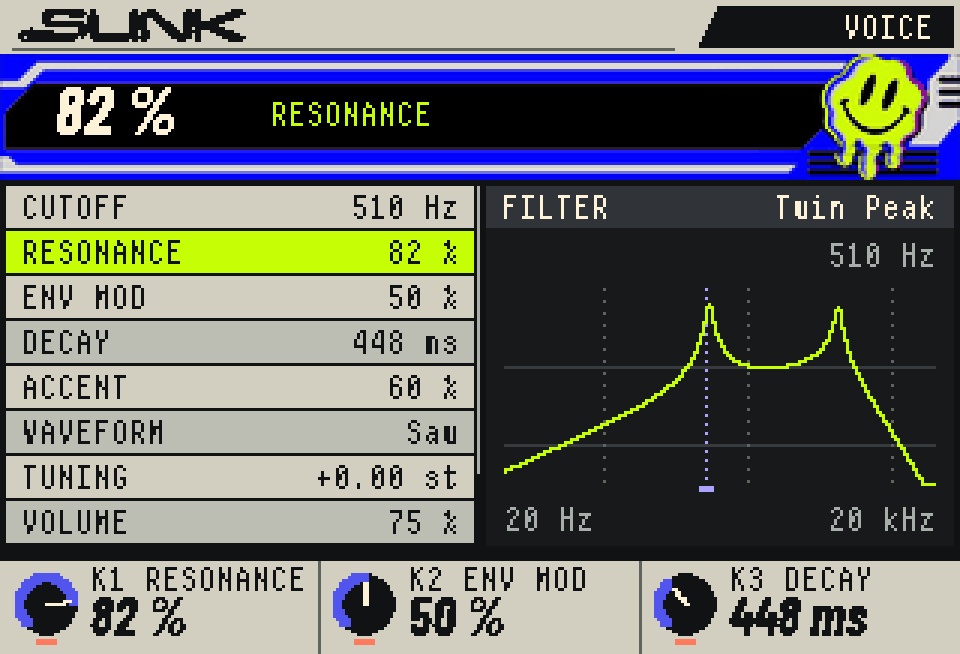 SLINK
VOICE
82 %
RESONANCE
CUTOFF 510 Hz
RESONANCE 82 %
ENV MOD 50 %
DECAY 448 ms
ACCENT 60 %
WAVEFORM Saw
TUNING +0.00 st
VOLUME 75 %
FILTER Twin Peak
510 Hz
20 Hz 20 kHz
K1 RESONANCE
82 %
K2 ENV MOD
50 %
K3 DECAY
448 ms